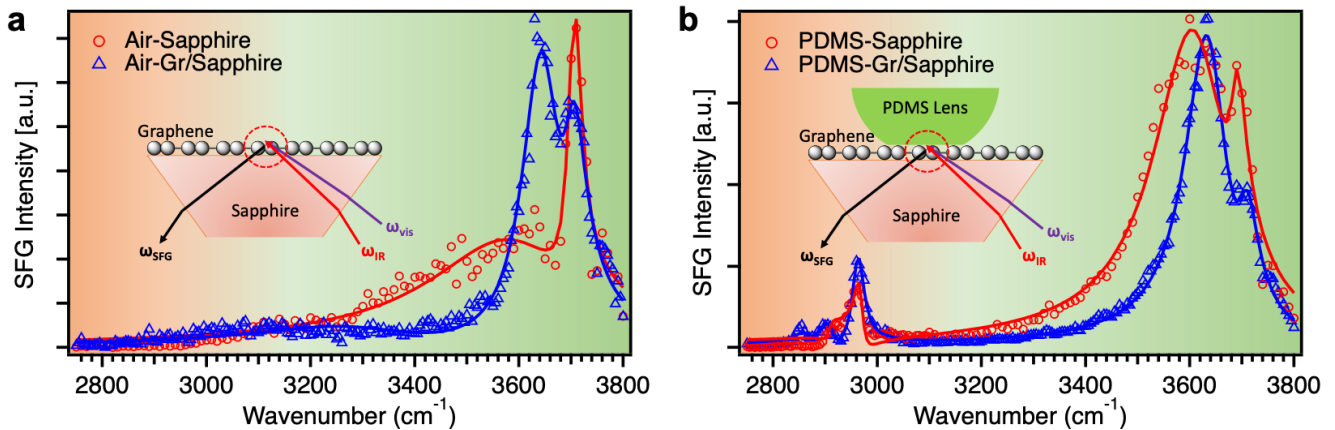 a
Air-Sapphire
Air-Gr/Sapphire
Graphene
Sapphire
ωSFG
ωIR
ωvis
SFG Intensity [a.u.]
2800 3000 3200 3400 3600 3800
Wavenumber (cm⁻¹)
b
PDMS-Sapphire
PDMS-Gr/Sapphire
PDMS Lens
Graphene
Sapphire
ωSFG
ωIR
ωvis
SFG Intensity [a.u.]
2800 3000 3200 3400 3600 3800
Wavenumber (cm⁻¹)